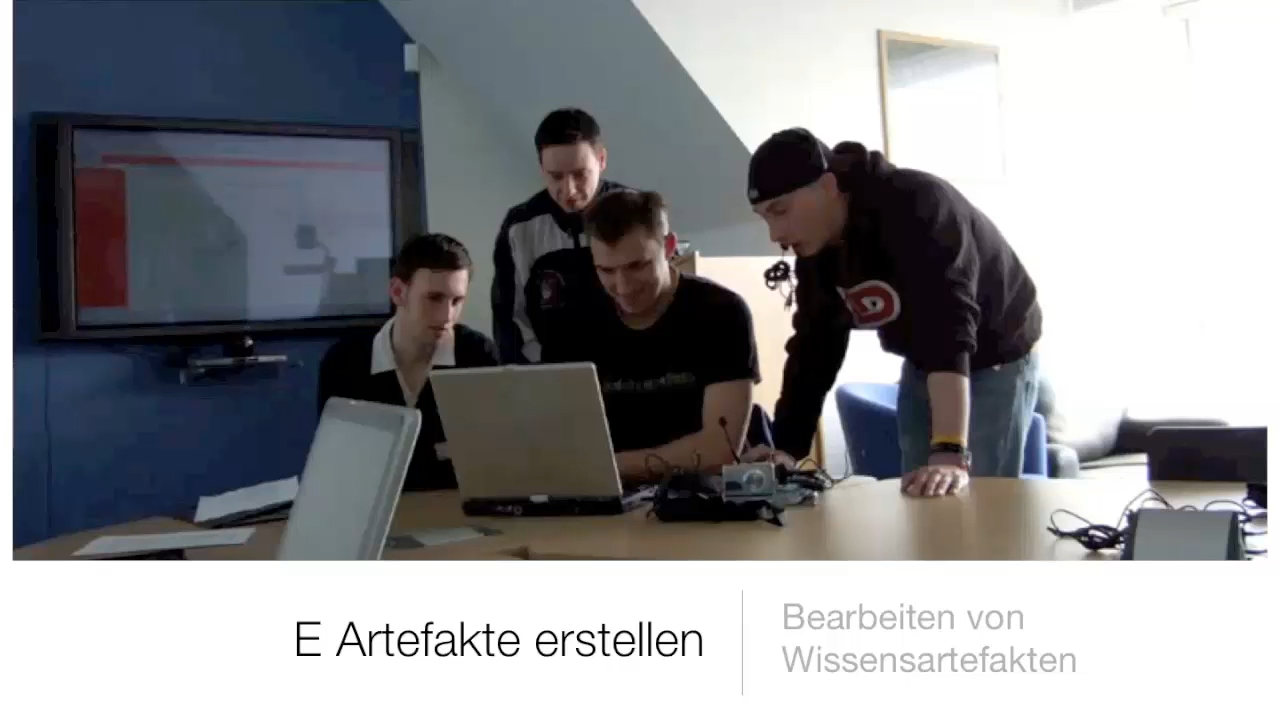 E Artefakte erstellen
Bearbeiten von
Wissensartefakten